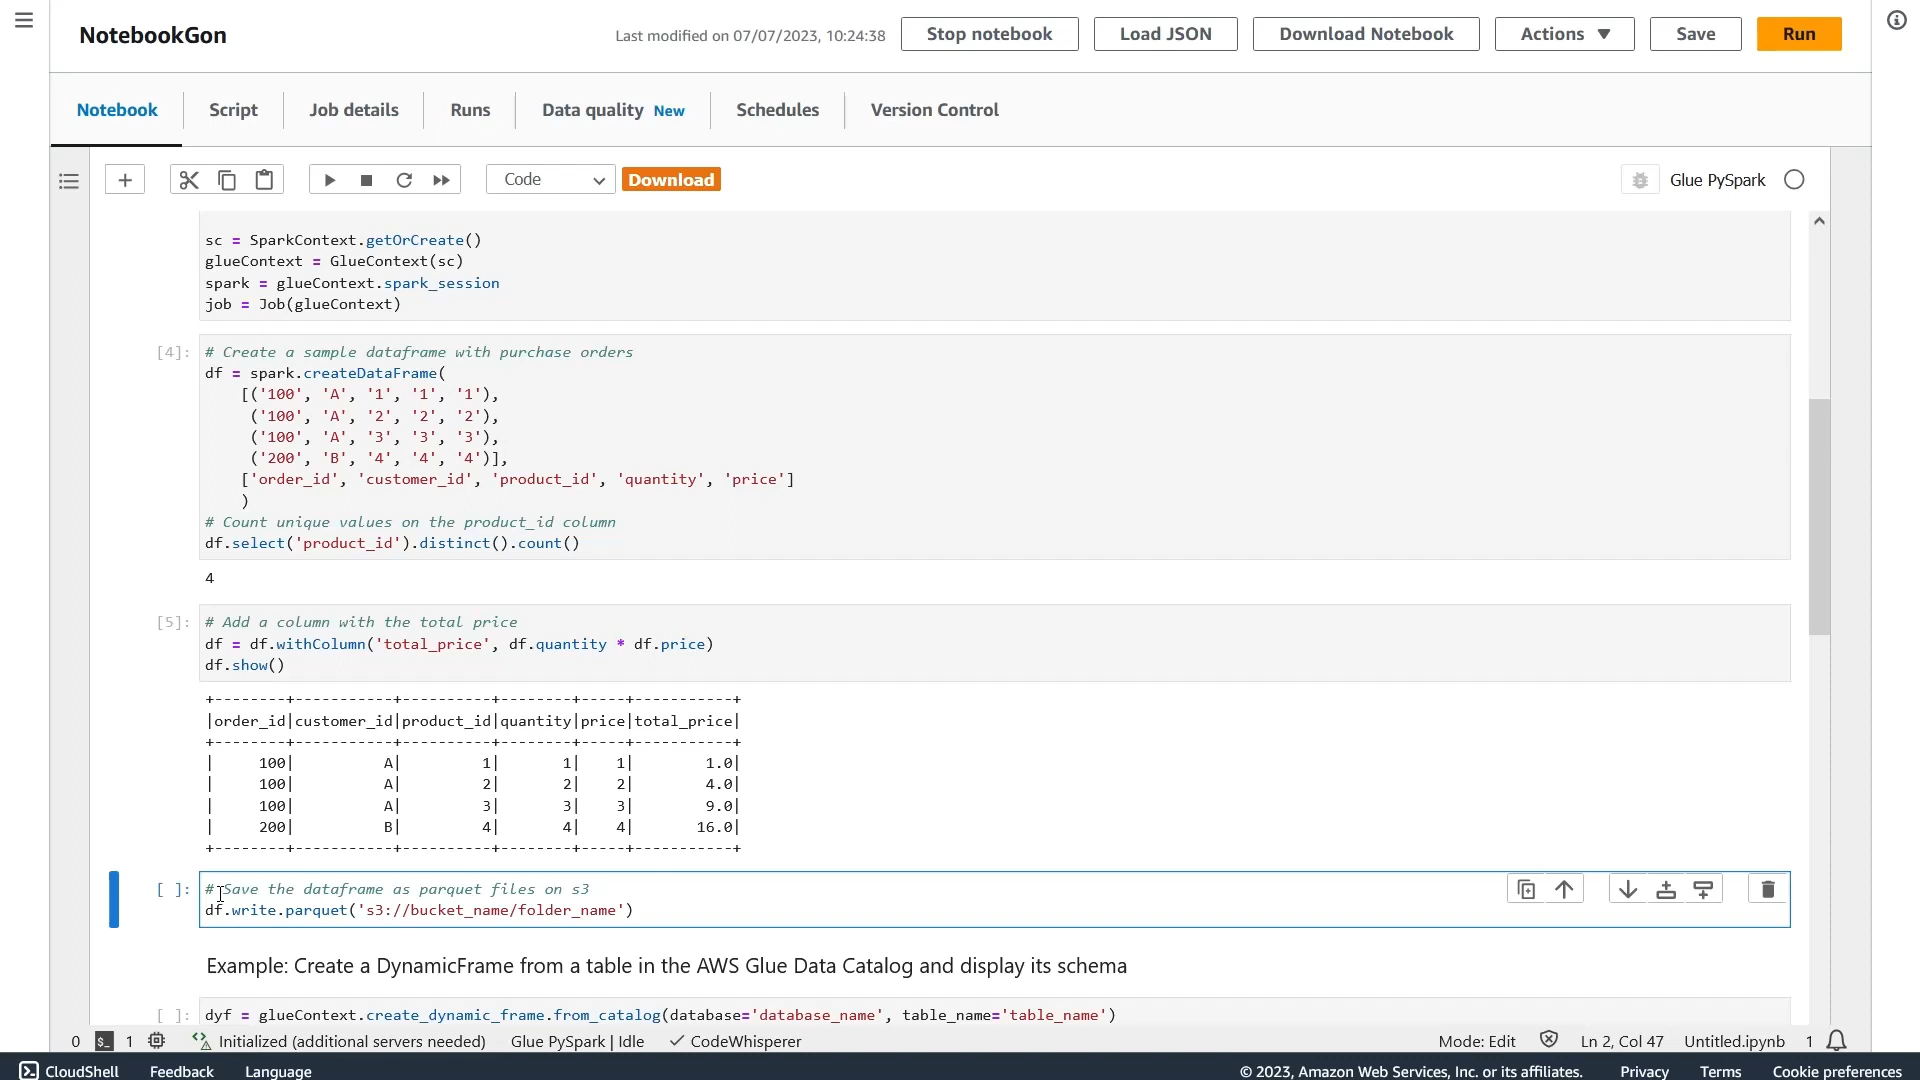 NotebookGon
Last modified on 07/07/2023, 10:24:38
Stop notebook
Load JSON
Download Notebook
Actions
Save
Run
Notebook
Script
Job details
Runs
Data quality New
Schedules
Version Control
Code
Download
Glue PySpark
sc = SparkContext.getOrCreate()
glueContext = GlueContext(sc)
spark = glueContext.spark_session
job = Job(glueContext)
[4]:
# Create a sample dataframe with purchase orders
df = spark.createDataFrame(
[('100', 'A', '1', '1', '1'),
('100', 'A', '2', '2', '2'),
('100', 'A', '3', '3', '3'),
('200', 'B', '4', '4', '4')],
['order_id', 'customer_id', 'product_id', 'quantity', 'price']
)
# Count unique values on the product_id column
df.select('product_id').distinct().count()
4
[5]:
# Add a column with the total price
df = df.withColumn('total_price', df.quantity * df.price)
df.show()
+--------+-----------+----------+--------+-----+-----------+
|order_id|customer_id|product_id|quantity|price|total_price|
+--------+-----------+----------+--------+-----+-----------+
|     100|          A|         1|       1|    1|        1.0|
|     100|          A|         2|       2|    2|        4.0|
|     100|          A|         3|       3|    3|        9.0|
|     200|          B|         4|       4|    4|       16.0|
+--------+-----------+----------+--------+-----+-----------+
[ ]:
# Save the dataframe as parquet files on s3
df.write.parquet('s3://bucket_name/folder_name')
Example: Create a DynamicFrame from a table in the AWS Glue Data Catalog and display its schema
[ ]:
dyf = glueContext.create_dynamic_frame.from_catalog(database='database_name', table_name='table_name')
0
1
Initialized (additional servers needed)
Glue PySpark | Idle
CodeWhisperer
Mode: Edit
Ln 2, Col 47
Untitled.ipynb
1
CloudShell
Feedback
Language
© 2023, Amazon Web Services, Inc. or its affiliates.
Privacy
Terms
Cookie preferences